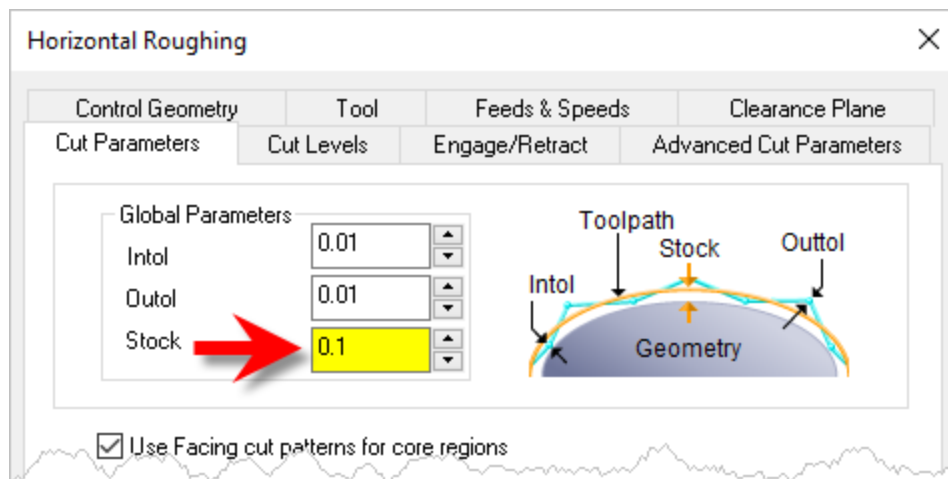 Horizontal Roughing
Control Geometry Tool Feeds & Speeds Clearance Plane
Cut Parameters Cut Levels Engage/Retract Advanced Cut Parameters
Global Parameters
Intol 0.01
Outol 0.01
Stock 0.1
Toolpath
Stock
Outtol
Intol
Geometry
Use Facing cut patterns for core regions